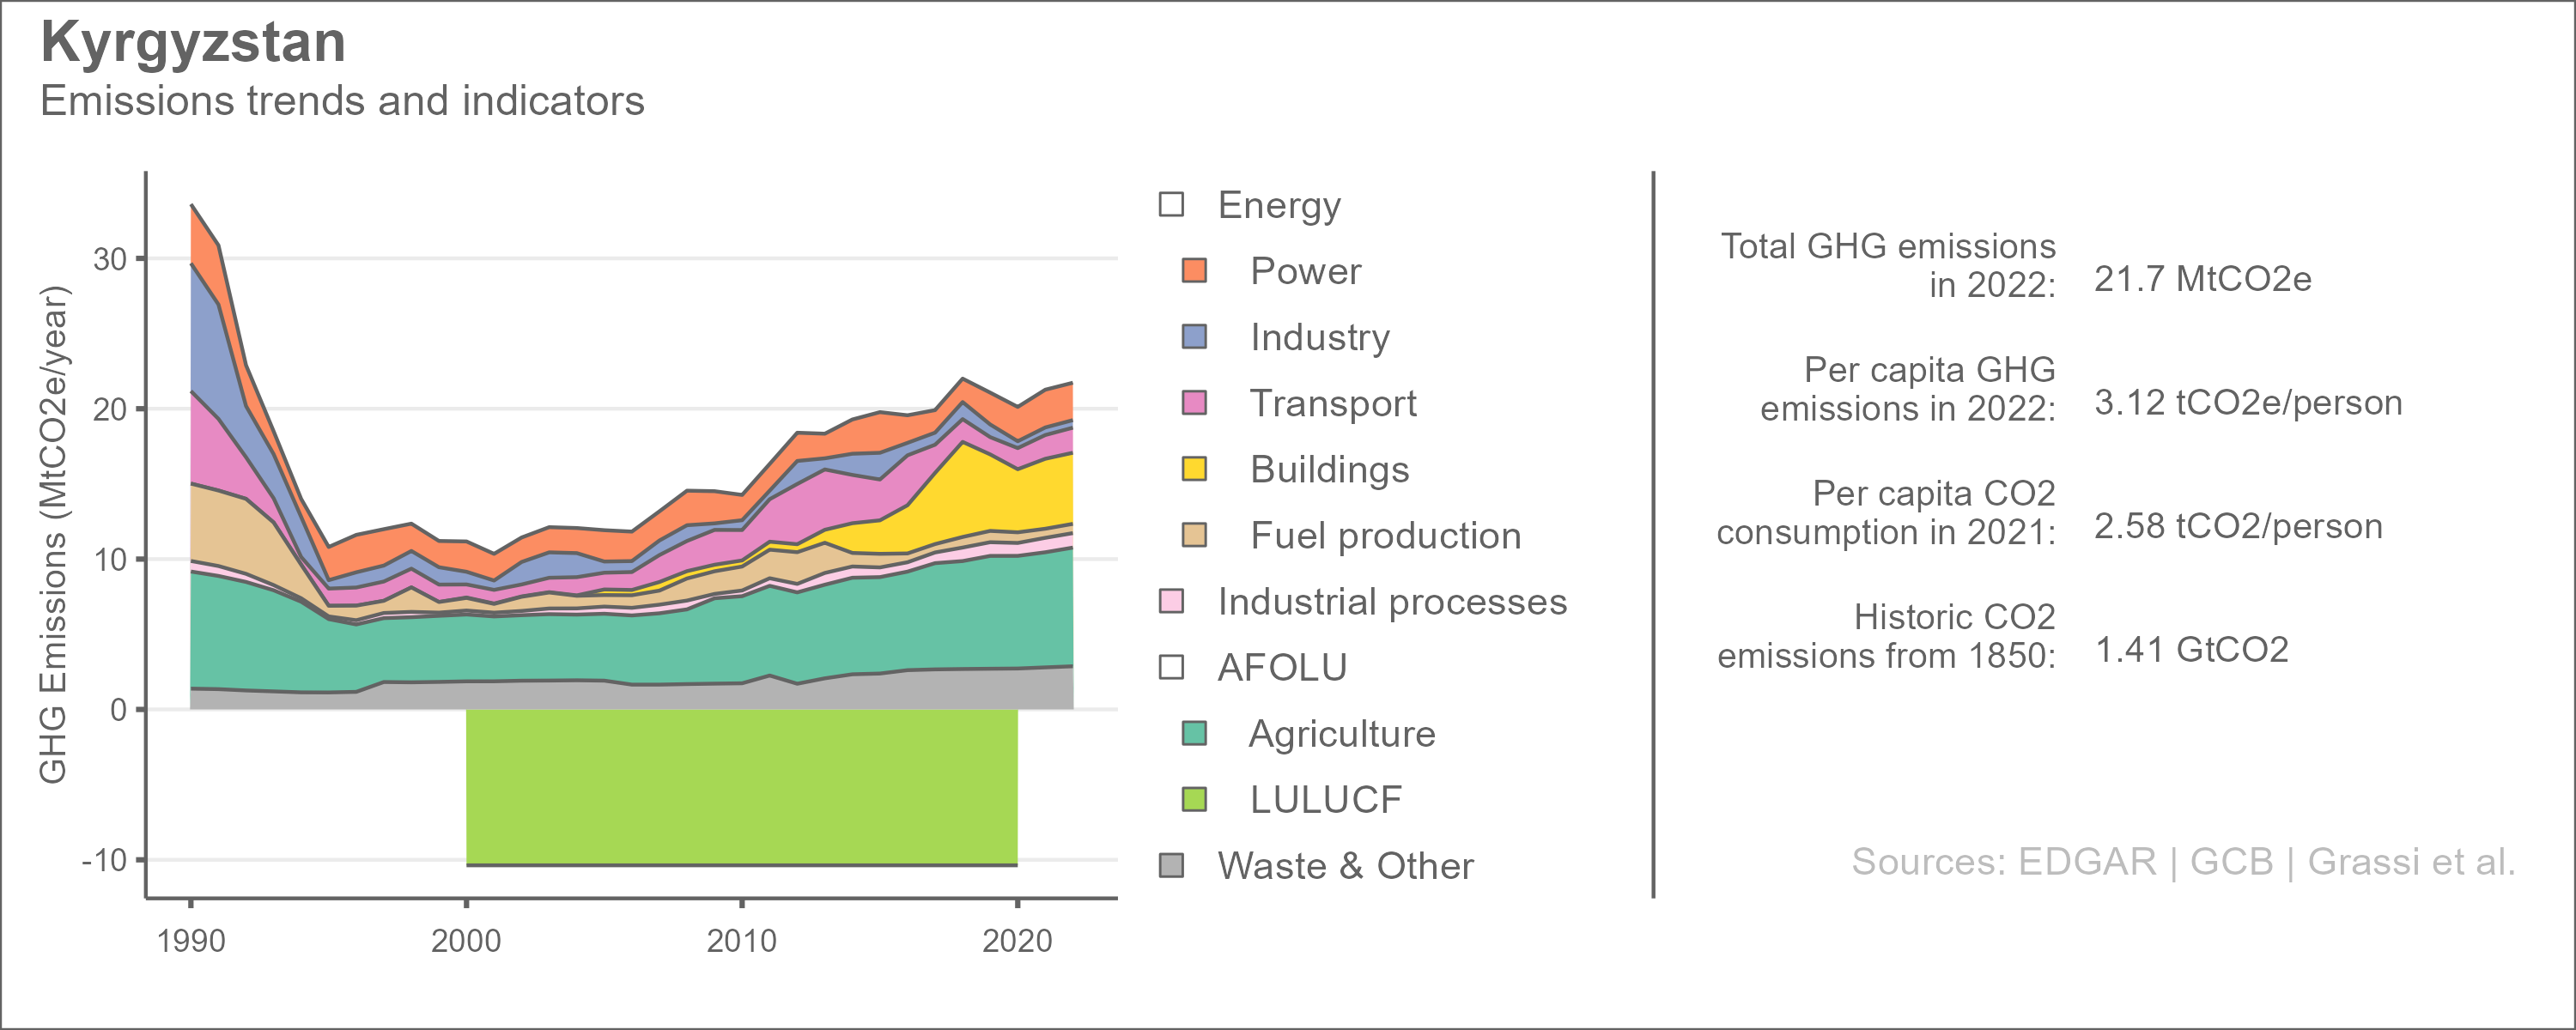 Kyrgyzstan
Emissions trends and indicators
GHG Emissions (MtCO2e/year)
30
20
10
0
-10
1990
2000
2010
2020
Energy
Power
Industry
Transport
Buildings
Fuel production
Industrial processes
AFOLU
Agriculture
LULUCF
Waste & Other
Total GHG emissions
in 2022:
21.7 MtCO2e
Per capita GHG
emissions in 2022:
3.12 tCO2e/person
Per capita CO2
consumption in 2021:
2.58 tCO2/person
Historic CO2
emissions from 1850:
1.41 GtCO2
Sources: EDGAR | GCB | Grassi et al.